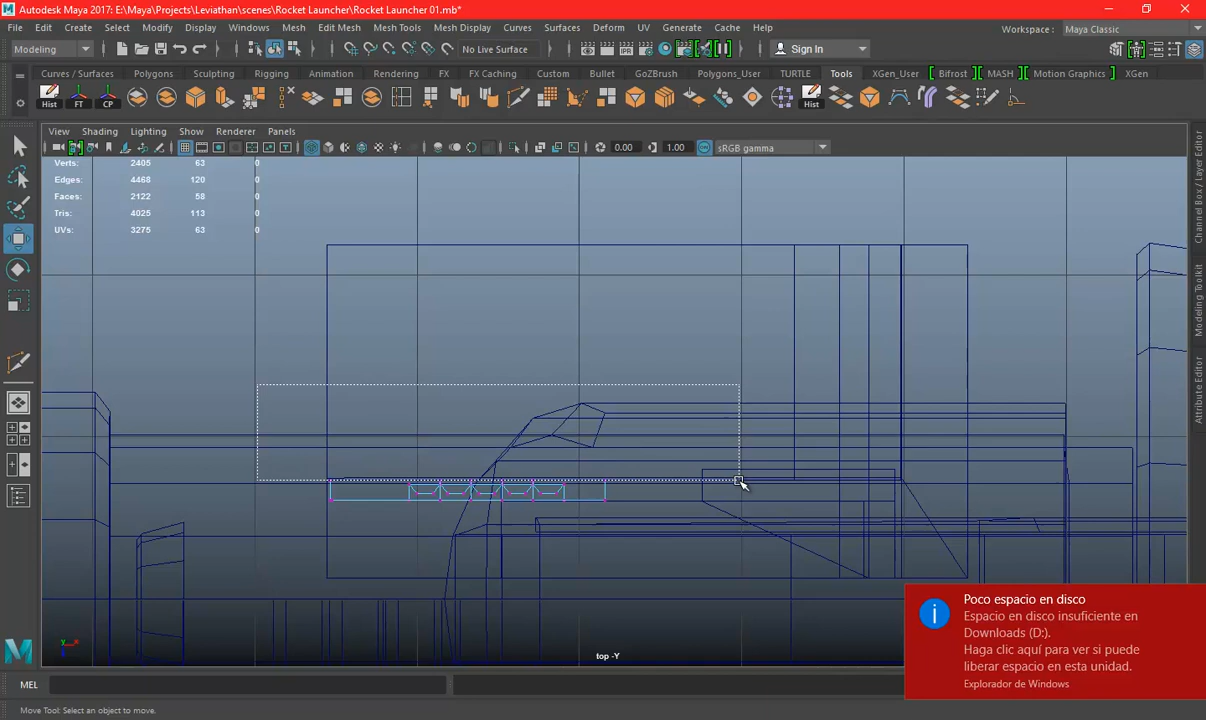 Autodesk Maya 2017: E:\Maya\Projects\Leviathan\scenes\Rocket Launcher\Rocket Launcher 01.mb*
File Edit Create Select Modify Display Windows Mesh Edit Mesh Mesh Tools Mesh Display Curves Surfaces Deform UV Generate Cache Help Workspace : Maya Classic
Modeling No Live Surface Sign In
Curves / Surfaces Polygons Sculpting Rigging Animation Rendering FX FX Caching Custom Bullet GoZBrush Polygons_User TURTLE Tools XGen_User Bifrost MASH Motion Graphics XGen
Hist FT CP Hist
View Shading Lighting Show Renderer Panels
0.00 1.00 sRGB gamma
Verts: 2405 63 0
Edges: 4468 120 0
Faces: 2122 58 0
Tris: 4025 113 0
UVs: 3275 63 0
Channel Box / Layer Editor
Modeling Toolkit
Attribute Editor
Poco espacio en disco
Espacio en disco insuficiente en
Downloads (D:).
Haga clic aquí para ver si puede
liberar espacio en esta unidad.
Explorador de Windows
y x
top -Y
MEL
Move Tool: Select an object to move.